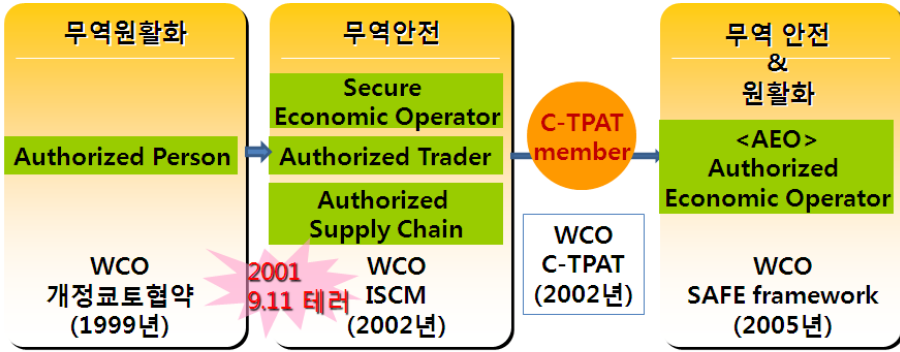 무역원활화
Authorized Person
WCO
개정쿄토협약
(1999년)
2001
9.11 테러
무역안전
Secure
Economic Operator
Authorized Trader
Authorized
Supply Chain
WCO
ISCM
(2002년)
C-TPAT
member
WCO
C-TPAT
(2002년)
무역 안전
&
원활화
<AEO>
Authorized
Economic Operator
WCO
SAFE framework
(2005년)